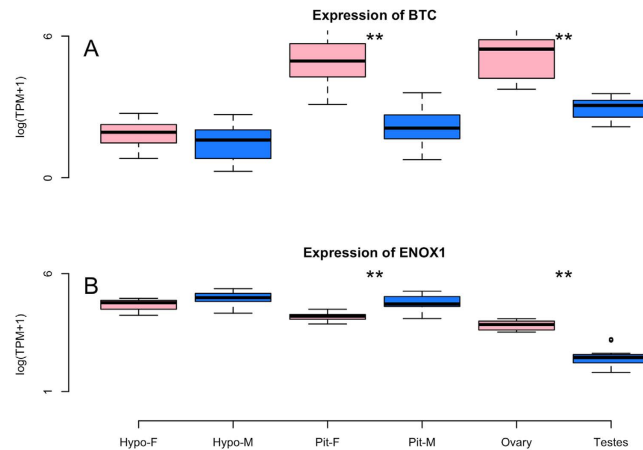 Expression of BTC
A
**
**
6
log(TPM+1)
0
Expression of ENOX1
B
**
**
6
log(TPM+1)
1
Hypo-F Hypo-M Pit-F Pit-M Ovary Testes